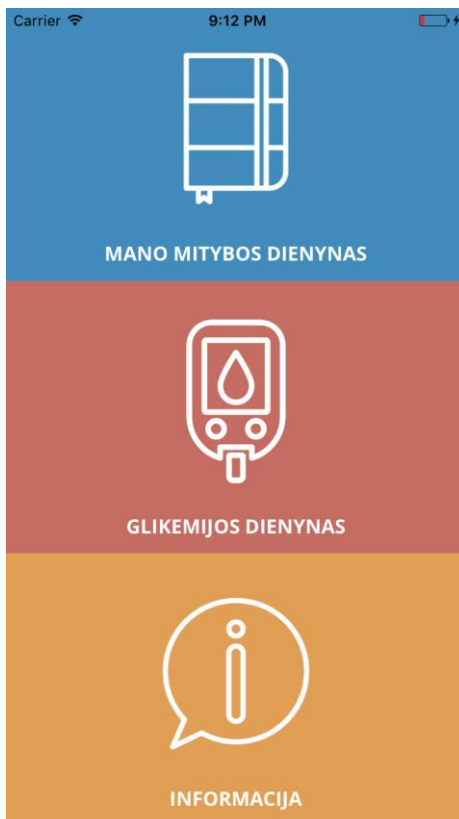 Carrier 9:12 PM
MANO MITYBOS DIENYNAS
GLIKEMIJOS DIENYNAS
INFORMACIJA